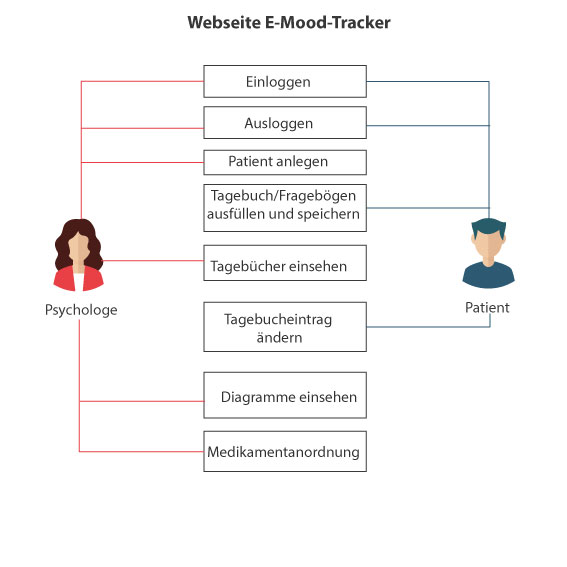 Webseite E-Mood-Tracker
Einloggen
Ausloggen
Patient anlegen
Tagebuch/Fragebögen
ausfüllen und speichern
Tagebücher einsehen
Psychologe
Patient
Tagebucheintrag
ändern
Diagramme einsehen
Medikamentanordnung